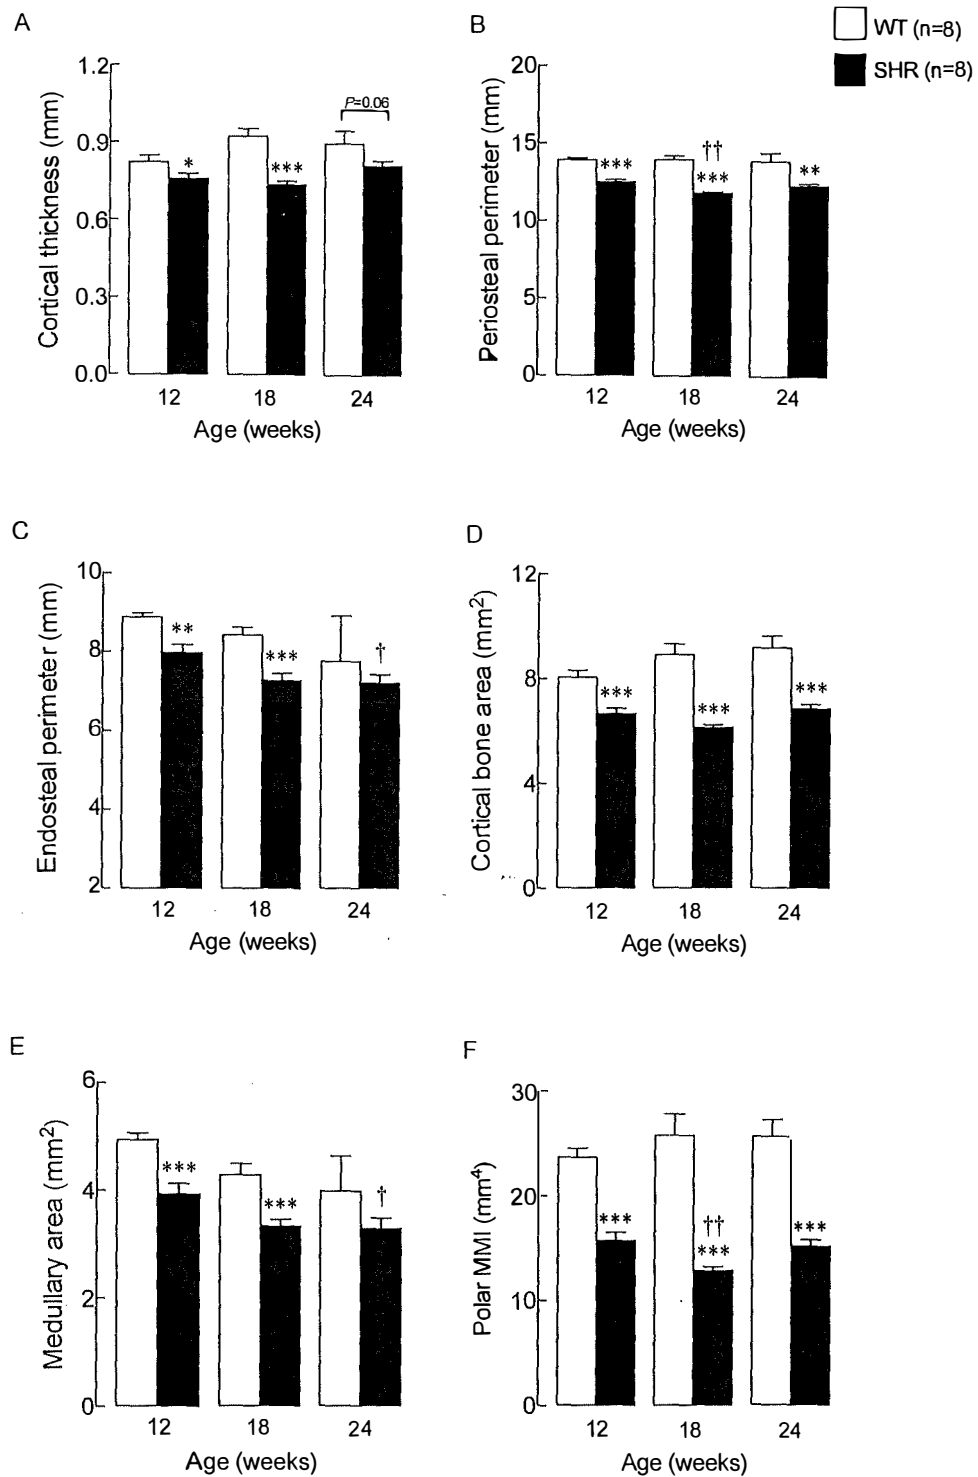 WT (n=8)
SHR (n=8)
A
Cortical thickness (mm)
1.2
0.9
0.6
0.3
0.0
*
***
P=0.06
12 18 24
Age (weeks)
B
Periosteal perimeter (mm)
20
15
10
5
0
***
††
***
**
12 18 24
Age (weeks)
C
Endosteal perimeter (mm)
10
8
6
4
2
**
***
†
12 18 24
Age (weeks)
D
Cortical bone area (mm²)
12
8
4
0
***
***
***
12 18 24
Age (weeks)
E
Medullary area (mm²)
6
4
2
0
***
***
†
12 18 24
Age (weeks)
F
Polar MMI (mm⁴)
30
20
10
0
***
††
***
***
12 18 24
Age (weeks)